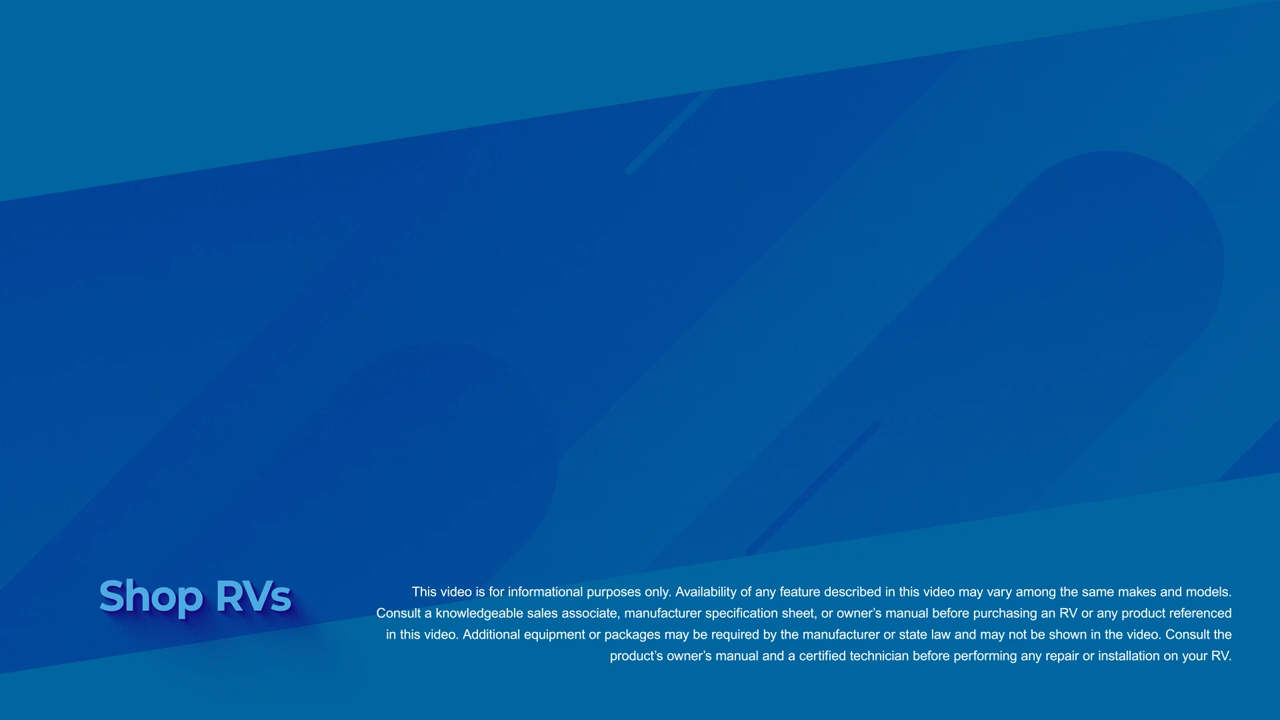 Shop RVs
This video is for informational purposes only. Availability of any feature described in this video may vary among the same makes and models.
Consult a knowledgeable sales associate, manufacturer specification sheet, or owner’s manual before purchasing an RV or any product referenced
in this video. Additional equipment or packages may be required by the manufacturer or state law and may not be shown in the video. Consult the
product’s owner’s manual and a certified technician before performing any repair or installation on your RV.